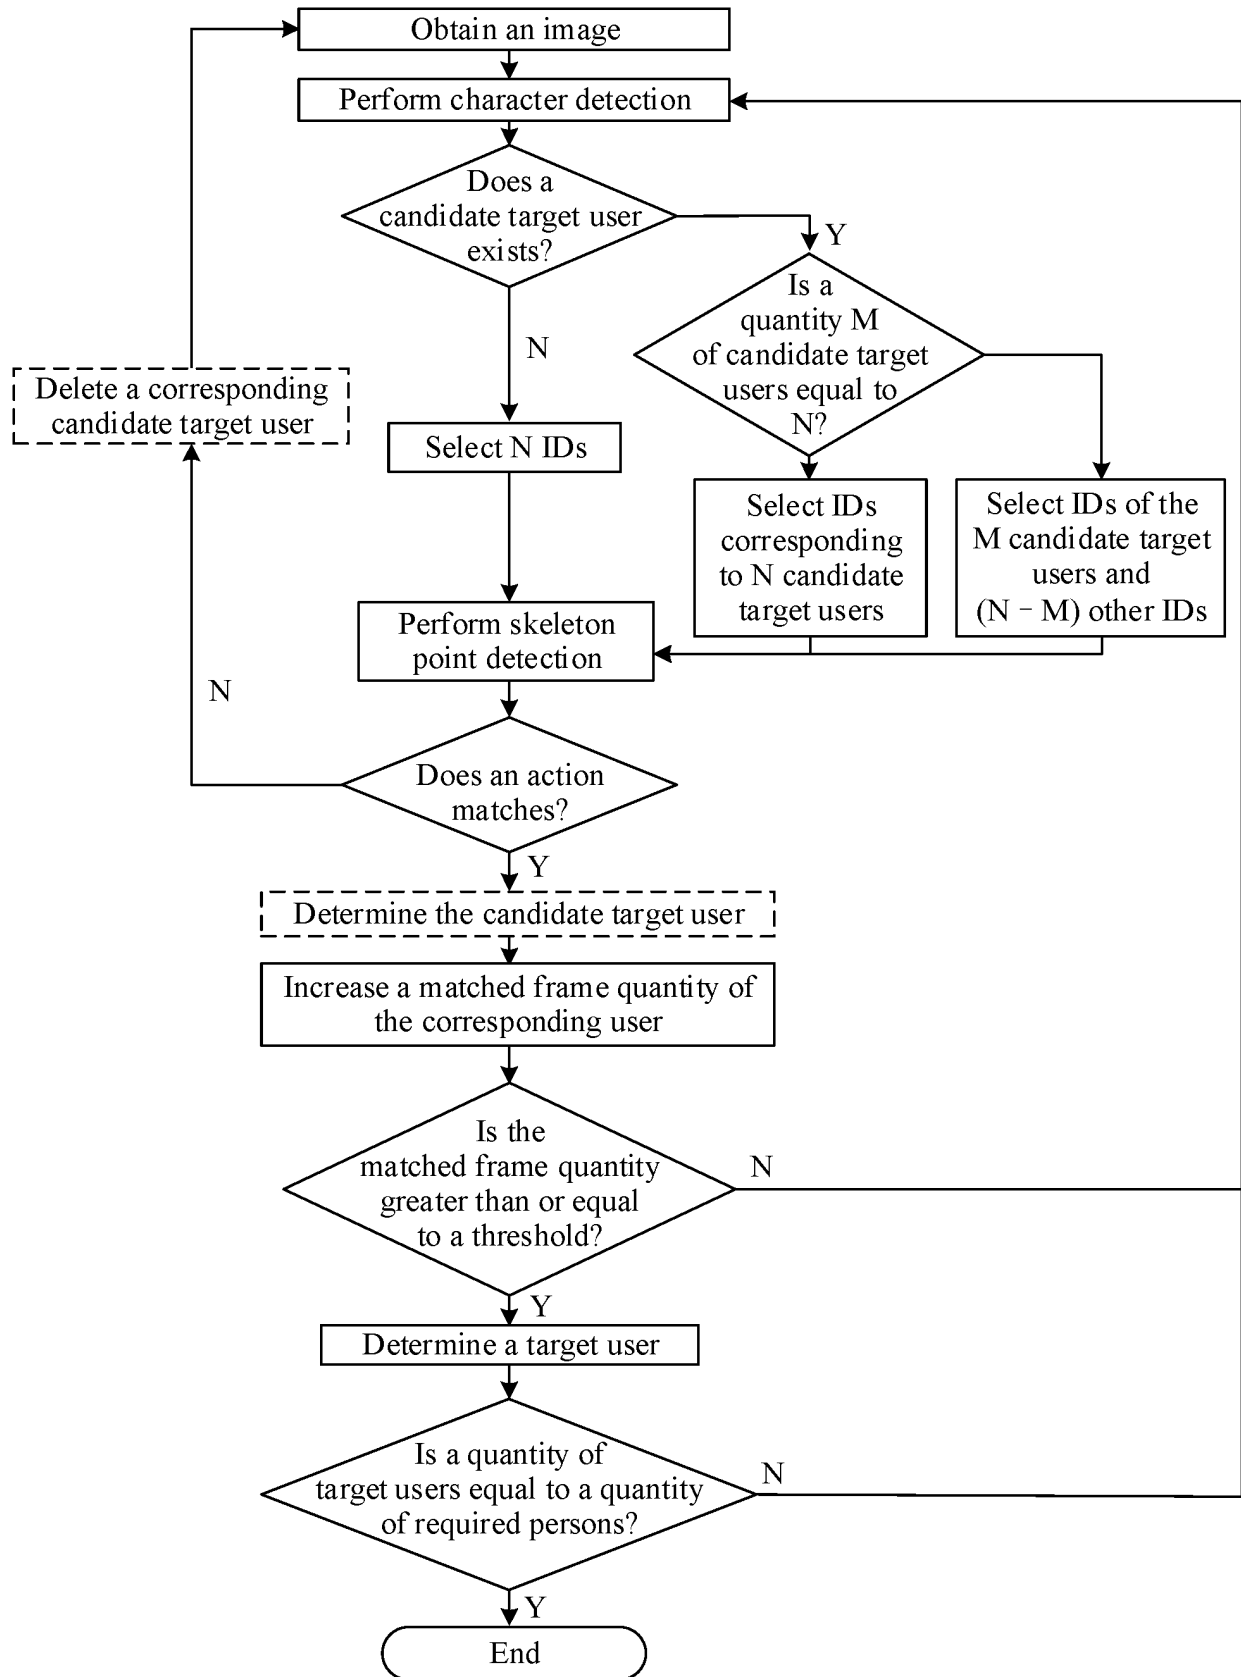 Obtain an image
Perform character detection
Does a
candidate target user
exists?
Y
Is a
quantity M
of candidate target
users equal to
N?
N
Delete a corresponding
candidate target user
Select N IDs
Select IDs
corresponding
to N candidate
target users
Select IDs of the
M candidate target
users and
(N - M) other IDs
Perform skeleton
point detection
N
Does an action
matches?
Y
Determine the candidate target user
Increase a matched frame quantity of
the corresponding user
Is the
matched frame quantity
greater than or equal
to a threshold?
N
Y
Determine a target user
Is a quantity of
target users equal to a quantity
of required persons?
N
Y
End